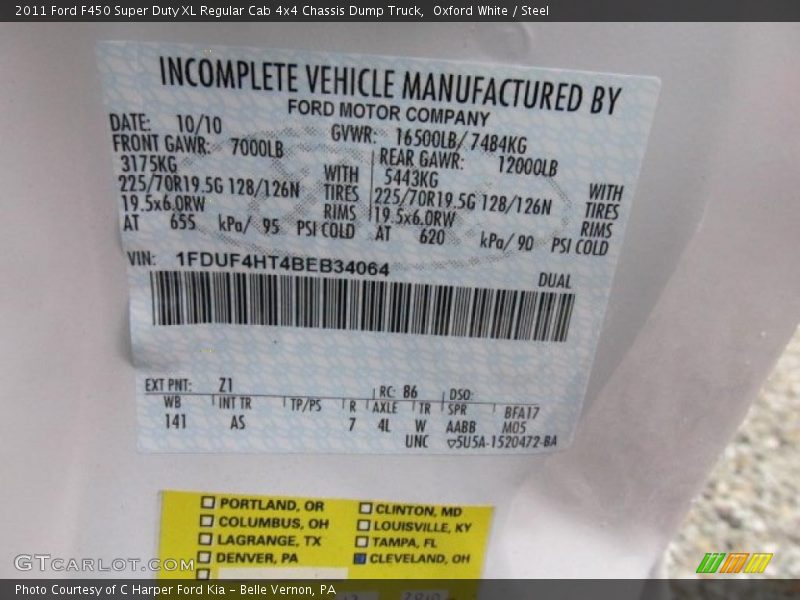 2011 Ford F450 Super Duty XL Regular Cab 4x4 Chassis Dump Truck, Oxford White / Steel
INCOMPLETE VEHICLE MANUFACTURED BY
FORD MOTOR COMPANY
DATE: 10/10 GVWR: 16500LB/ 7484KG
FRONT GAWR: 7000LB REAR GAWR: 12000LB
3175KG WITH 5443KG WITH
225/70R19.5G 128/126N TIRES 225/70R19.5G 128/126N TIRES
19.5x6.0RW RIMS 19.5x6.0RW RIMS
AT 655 kPa/ 95 PSI COLD AT 620 kPa/ 90 PSI COLD
VIN: 1FDUF4HT4BEB34064
DUAL
EXT PNT: Z1 RC: 86 DSO:
WB INT TR TP/PS R AXLE TR SPR BFA17
141 AS 7 4L W AABB M05
UNC ▽5U5A-1520472-BA
PORTLAND, OR CLINTON, MD
COLUMBUS, OH LOUISVILLE, KY
LAGRANGE, TX TAMPA, FL
DENVER, PA CLEVELAND, OH
GTCARLOT.COM
Photo Courtesy of C Harper Ford Kia - Belle Vernon, PA